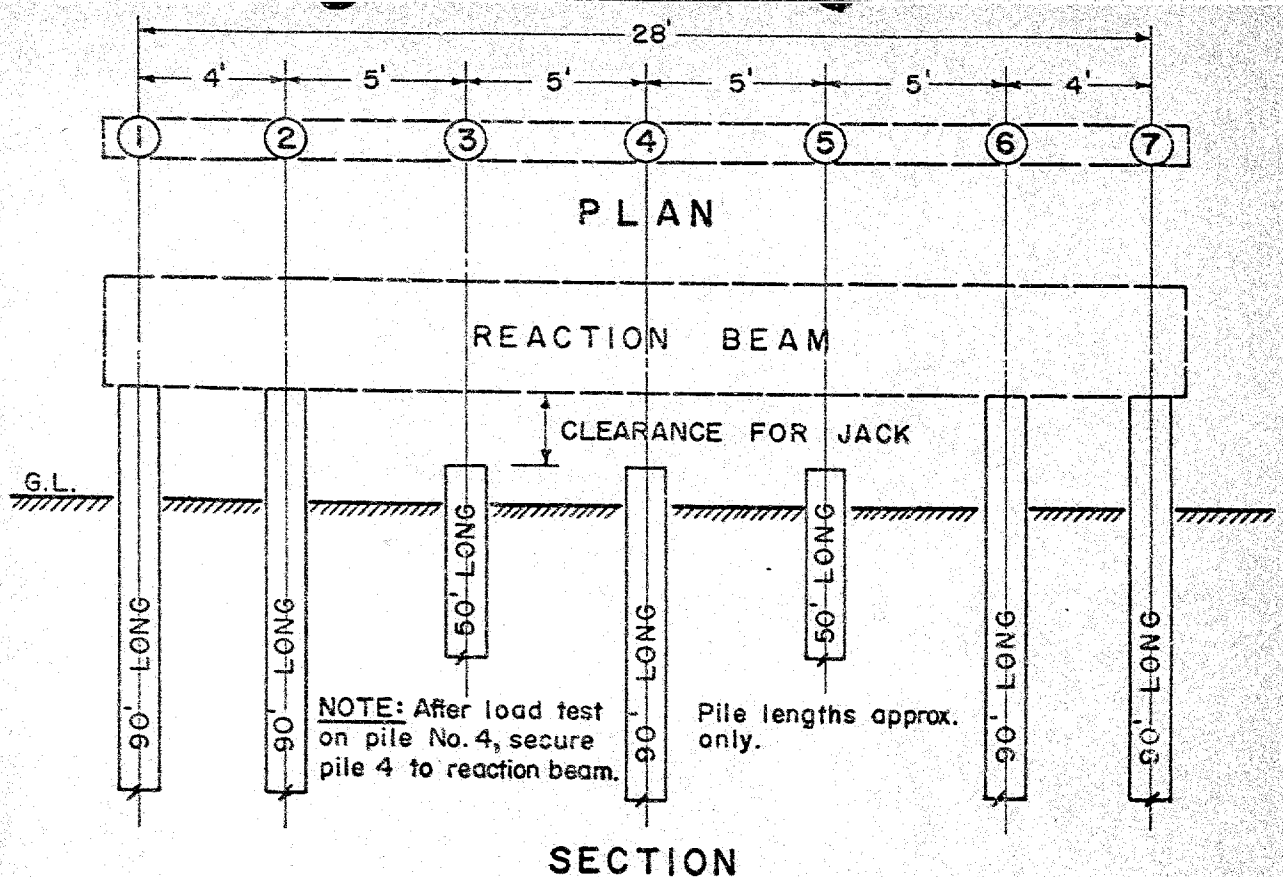 28'
4' 5' 5' 5' 5' 4'
1 2 3 4 5 6 7
PLAN
REACTION BEAM
CLEARANCE FOR JACK
G.L.
90' LONG
90' LONG
50' LONG
90' LONG
50' LONG
90' LONG
90' LONG
NOTE: After load test
on pile No. 4, secure
pile 4 to reaction beam.
Pile lengths approx.
only.
SECTION